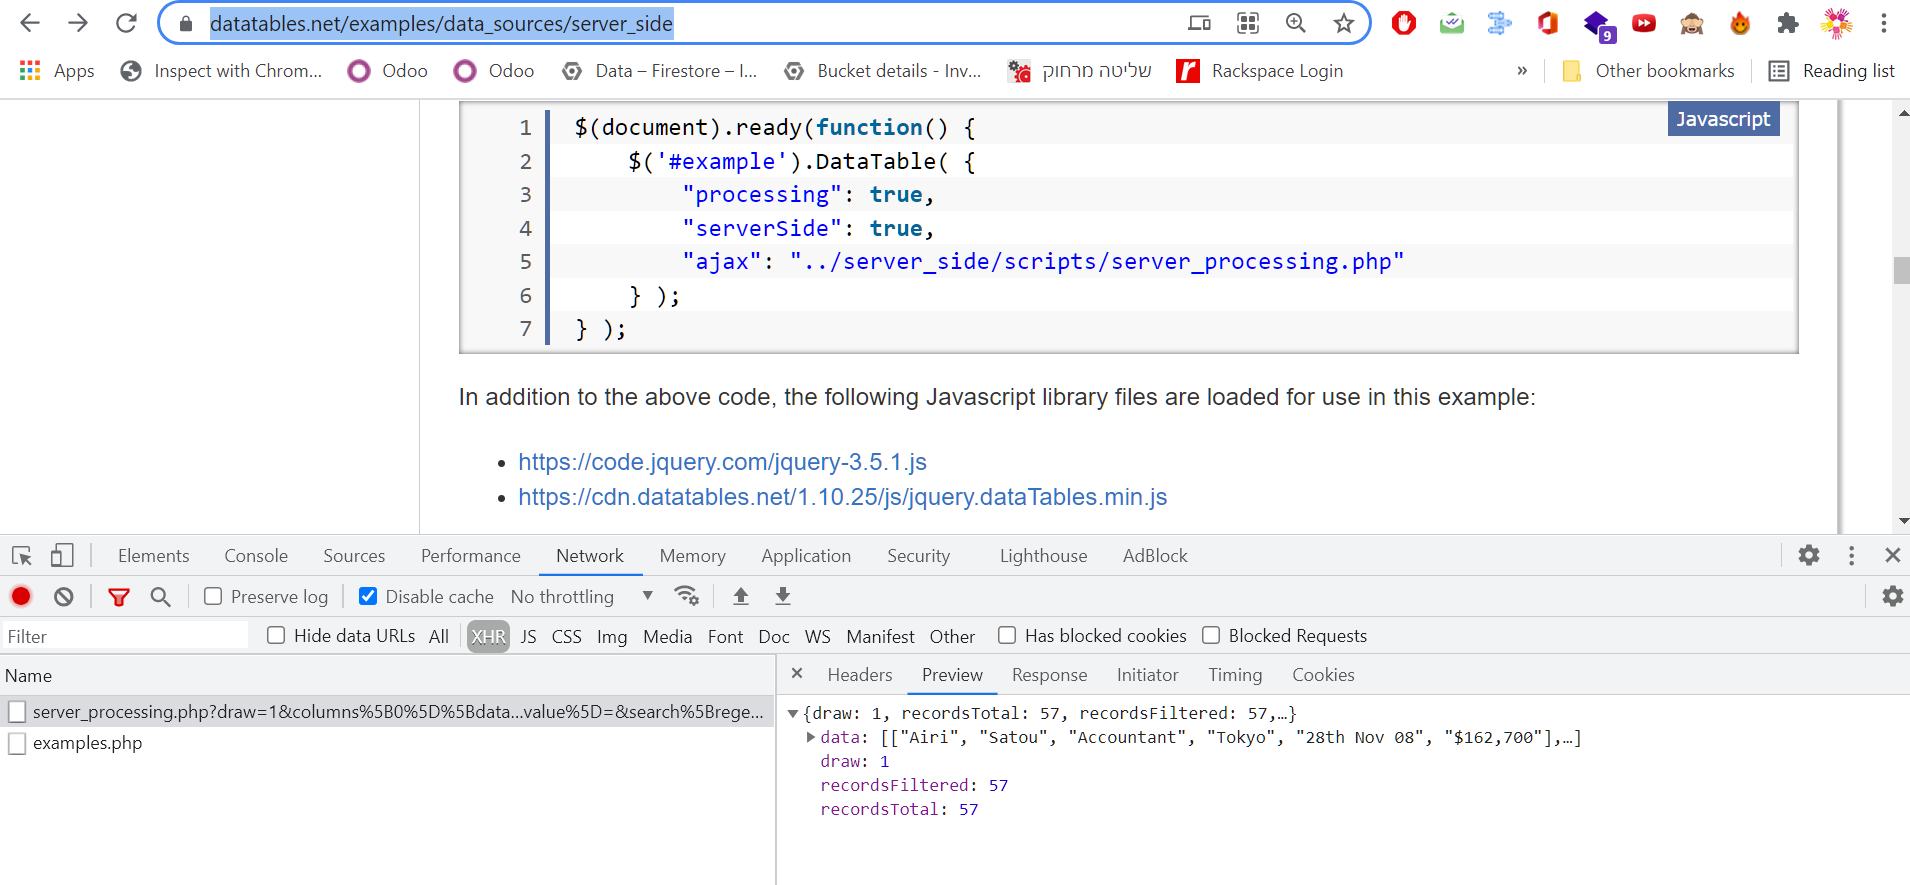 datatables.net/examples/data_sources/server_side
9
Apps Inspect with Chrom... Odoo Odoo Data – Firestore – I... Bucket details - Inv... שליטה מרחוק Rackspace Login » Other bookmarks Reading list
Javascript
1 $(document).ready(function() {
2 $('#example').DataTable( {
3 "processing": true,
4 "serverSide": true,
5 "ajax": "../server_side/scripts/server_processing.php"
6 } );
7 } );
In addition to the above code, the following Javascript library files are loaded for use in this example:
• https://code.jquery.com/jquery-3.5.1.js
• https://cdn.datatables.net/1.10.25/js/jquery.dataTables.min.js
Elements Console Sources Performance Network Memory Application Security Lighthouse AdBlock
Preserve log Disable cache No throttling
Filter Hide data URLs All XHR JS CSS Img Media Font Doc WS Manifest Other Has blocked cookies Blocked Requests
Name
server_processing.php?draw=1&columns%5B0%5D%5Bdata...value%5D=&search%5Brege...
examples.php
Headers Preview Response Initiator Timing Cookies
{draw: 1, recordsTotal: 57, recordsFiltered: 57,…}
data: [["Airi", "Satou", "Accountant", "Tokyo", "28th Nov 08", "$162,700"],…]
draw: 1
recordsFiltered: 57
recordsTotal: 57